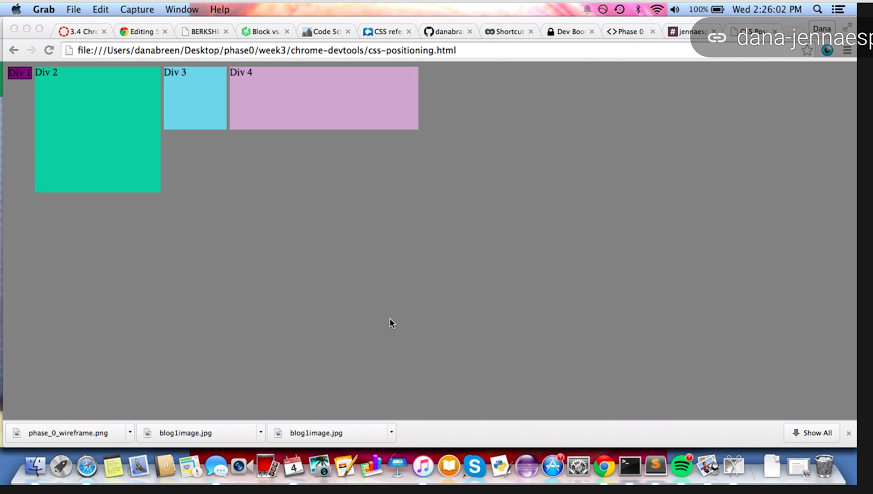 Grab File Edit Capture Window Help 100% Wed 2:26:02 PM
dana-jennaesp
3.4 Chr Editing BERKSHI Block vs. Code Sc CSS refe danabra Shortcut Dev Boo Phase 0 jennaes Dana
file:///Users/danabreen/Desktop/phase0/week3/chrome-devtools/css-positioning.html
Div 1 Div 2 Div 3 Div 4
phase_0_wireframe.png blog1image.jpg blog1image.jpg Show All
4